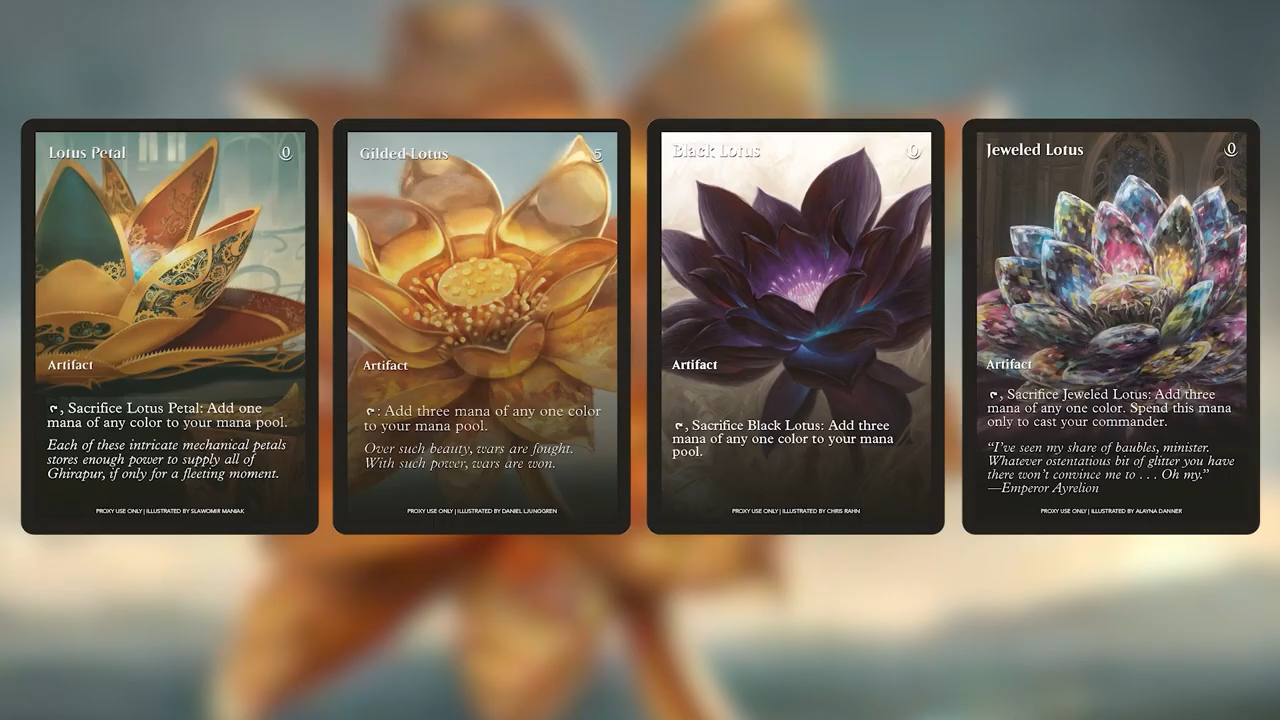 Lotus Petal 0
Artifact
, Sacrifice Lotus Petal: Add one
mana of any color to your mana pool.
Each of these intricate mechanical petals
stores enough power to supply all of
Ghirapur, if only for a fleeting moment.
PROXY USE ONLY | ILLUSTRATED BY SLAWOMIR MANIAK
Gilded Lotus 5
Artifact
: Add three mana of any one color
to your mana pool.
Over such beauty, wars are fought.
With such power, wars are won.
PROXY USE ONLY | ILLUSTRATED BY DANIEL LJUNGGREN
Black Lotus 0
Artifact
, Sacrifice Black Lotus: Add three
mana of any one color to your mana
pool.
PROXY USE ONLY | ILLUSTRATED BY CHRIS RAHN
Jeweled Lotus 0
Artifact
, Sacrifice Jeweled Lotus: Add three
mana of any one color. Spend this mana
only to cast your commander.
“I’ve seen my share of baubles, minister.
Whatever ostentatious bit of glitter you have
there won’t convince me to . . . Oh my.”
—Emperor Ayrelion
PROXY USE ONLY | ILLUSTRATED BY ALAYNA DANNER